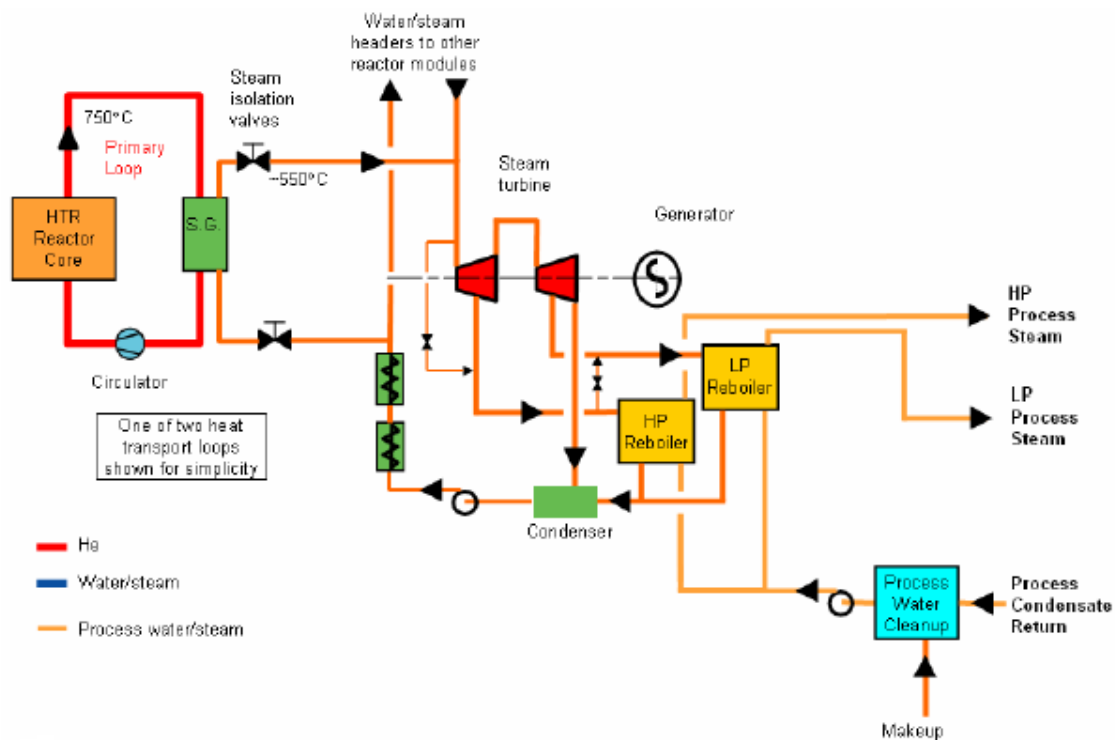 Water/steam
headers to other
reactor modules
Steam
isolation
valves
750°C
Primary
Loop
~550°C
Steam
turbine
Generator
HTR
Reactor
Core
S.G.
Circulator
One of two heat
transport loops
shown for simplicity
HP
Process
Steam
LP
Reboiler
LP
Process
Steam
HP
Reboiler
Condenser
He
Water/steam
Process water/steam
Process
Water
Cleanup
Process
Condensate
Return
Makeup